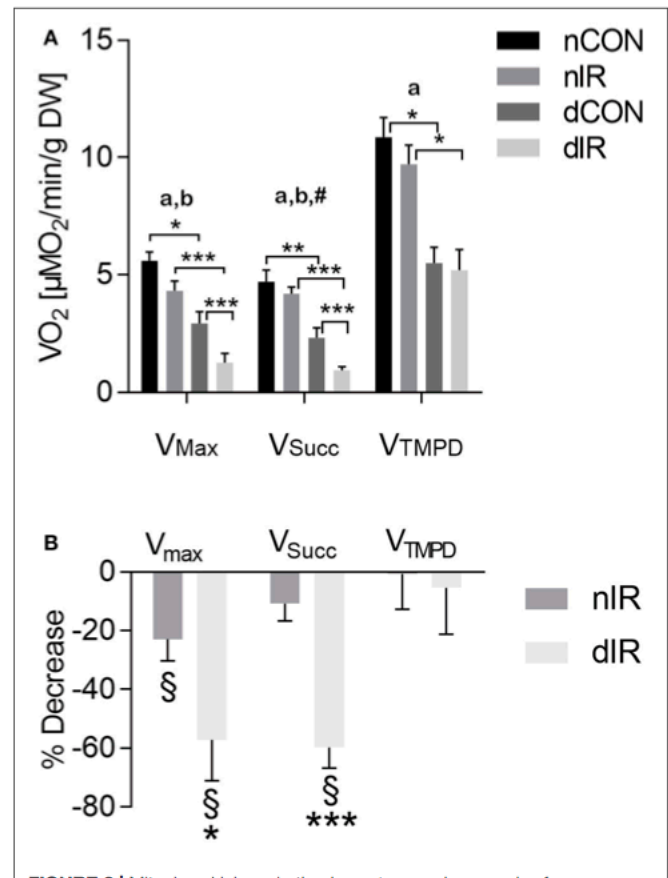 A
15
10
5
0
VO₂ [µMO₂/min/g DW]
nCON
nIR
dCON
dIR
a,b
*
***
***
a,b,#
**
***
***
a
*
*
VMax VSucc VTMPD
B
Vmax VSucc VTMPD
0
-20
-40
-60
-80
% Decrease
§
§
*
§
***
nIR
dIR